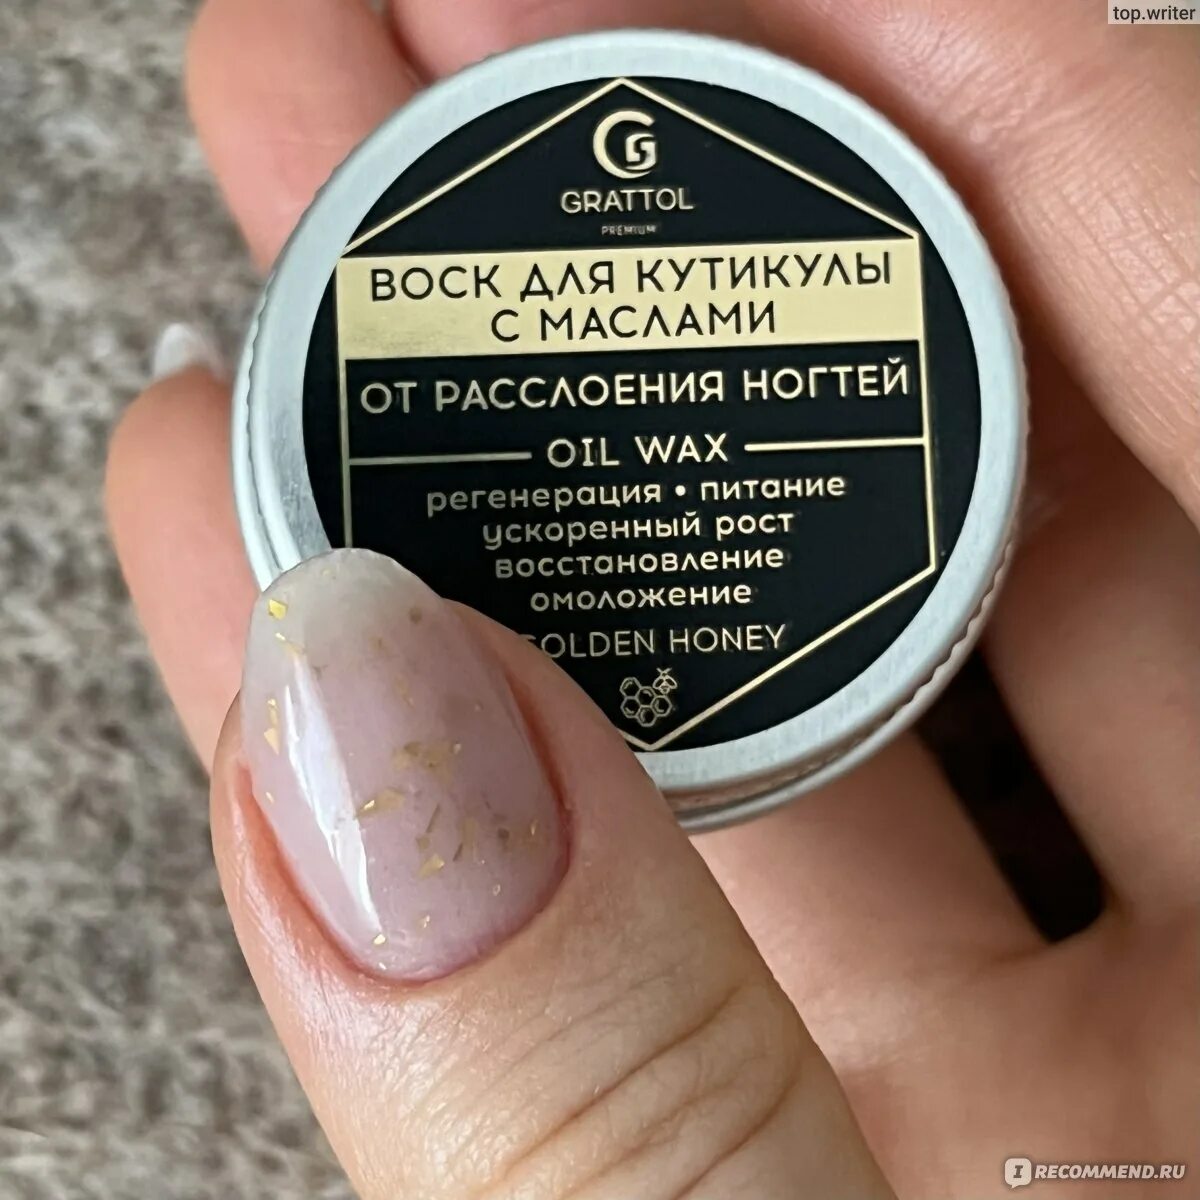 top.writer
GRATTOL
PREMIUM
ВОСК ДЛЯ КУТИКУЛЫ
С МАСЛАМИ
ОТ РАССЛОЕНИЯ НОГТЕЙ
OIL WAX
регенерация • питание
ускоренный рост
восстановление
омоложение
GOLDEN HONEY
IRECOMMEND.RU